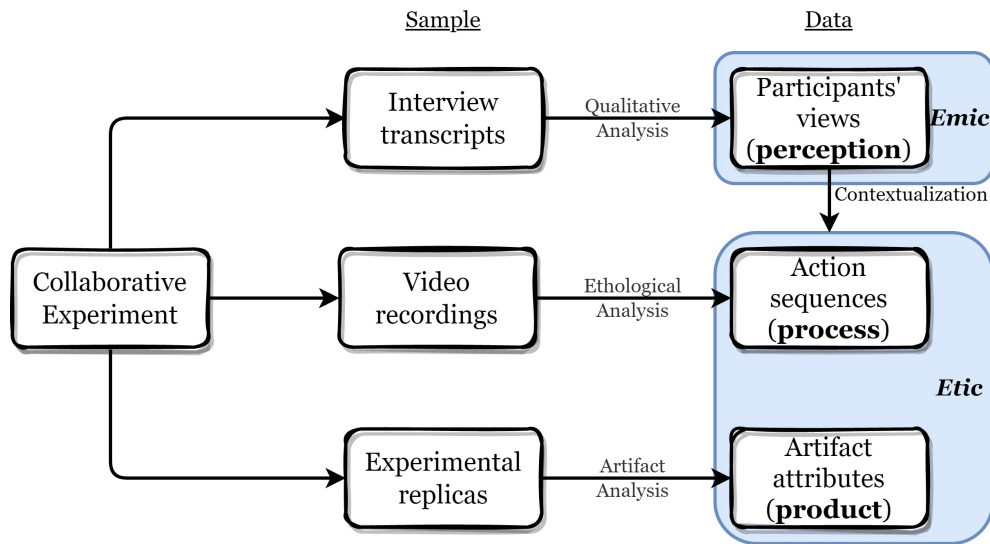 Sample
Data
Interview
transcripts
Qualitative
Analysis
Participants'
views
(perception)
Emic
Contextualization
Collaborative
Experiment
Video
recordings
Ethological
Analysis
Action
sequences
(process)
Etic
Experimental
replicas
Artifact
Analysis
Artifact
attributes
(product)